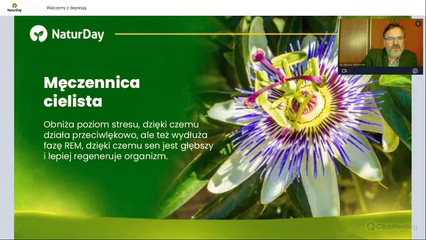 NaturDay
Walczymy z depresją
NaturDay
Męczennica
cielista
Obniża poziom stresu, dzięki czemu
działa przeciwlękowo, ale też wydłuża
fazę REM, dzięki czemu sen jest głębszy
i lepiej regeneruje organizm.
ClickMeeting